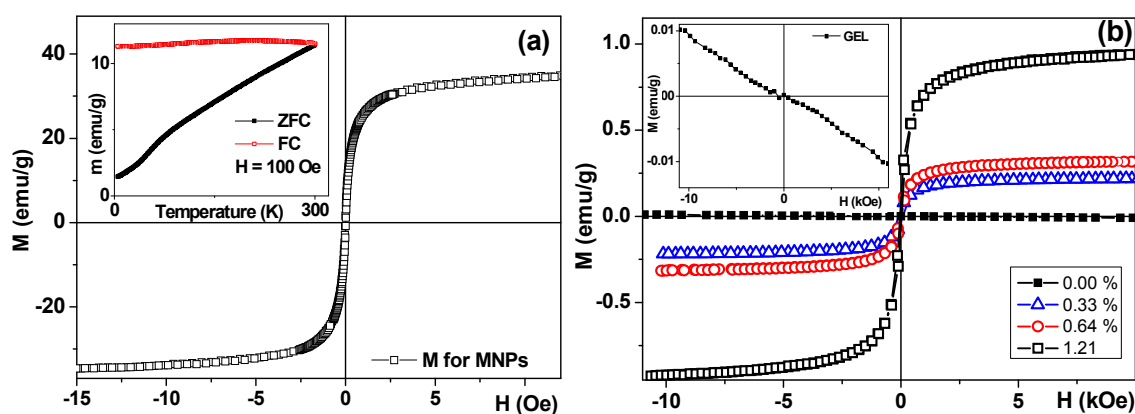 (a)
M (emu/g)
40
20
0
-20
-15
-10
-5
0
5
10
H (Oe)
M for MNPs
m (emu/g)
10
0
0
Temperature (K)
300
ZFC
FC
H = 100 Oe
(b)
M (emu/g)
1.0
0.5
0.0
-0.5
-10
-5
0
5
H (kOe)
0.00 %
0.33 %
0.64 %
1.21
GEL
M (emu/g)
0.01
0.00
-0.01
-10
0
H (kOe)
10